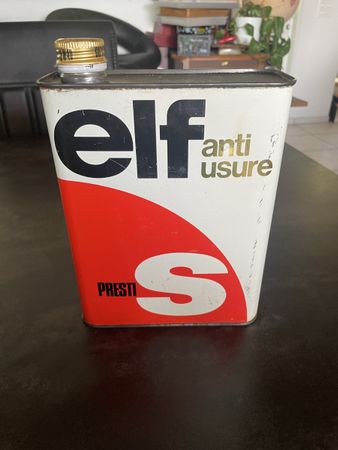 elf
anti
usure
PRESTI
S